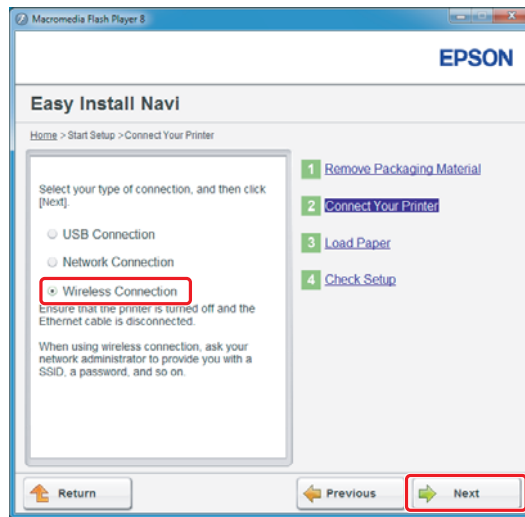 Macromedia Flash Player 8
EPSON
Easy Install Navi
Home > Start Setup >Connect Your Printer
Select your type of connection, and then click
[Next].
USB Connection
Network Connection
Wireless Connection
Ensure that the printer is turned off and the
Ethernet cable is disconnected.
When using wireless connection, ask your
network administrator to provide you with a
SSID, a password, and so on.
1 Remove Packaging Material
2 Connect Your Printer
3 Load Paper
4 Check Setup
Return
Previous
Next